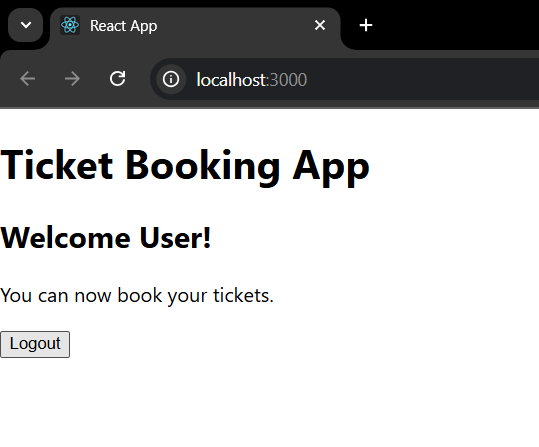 React App
localhost:3000
Ticket Booking App
Welcome User!
You can now book your tickets.
Logout